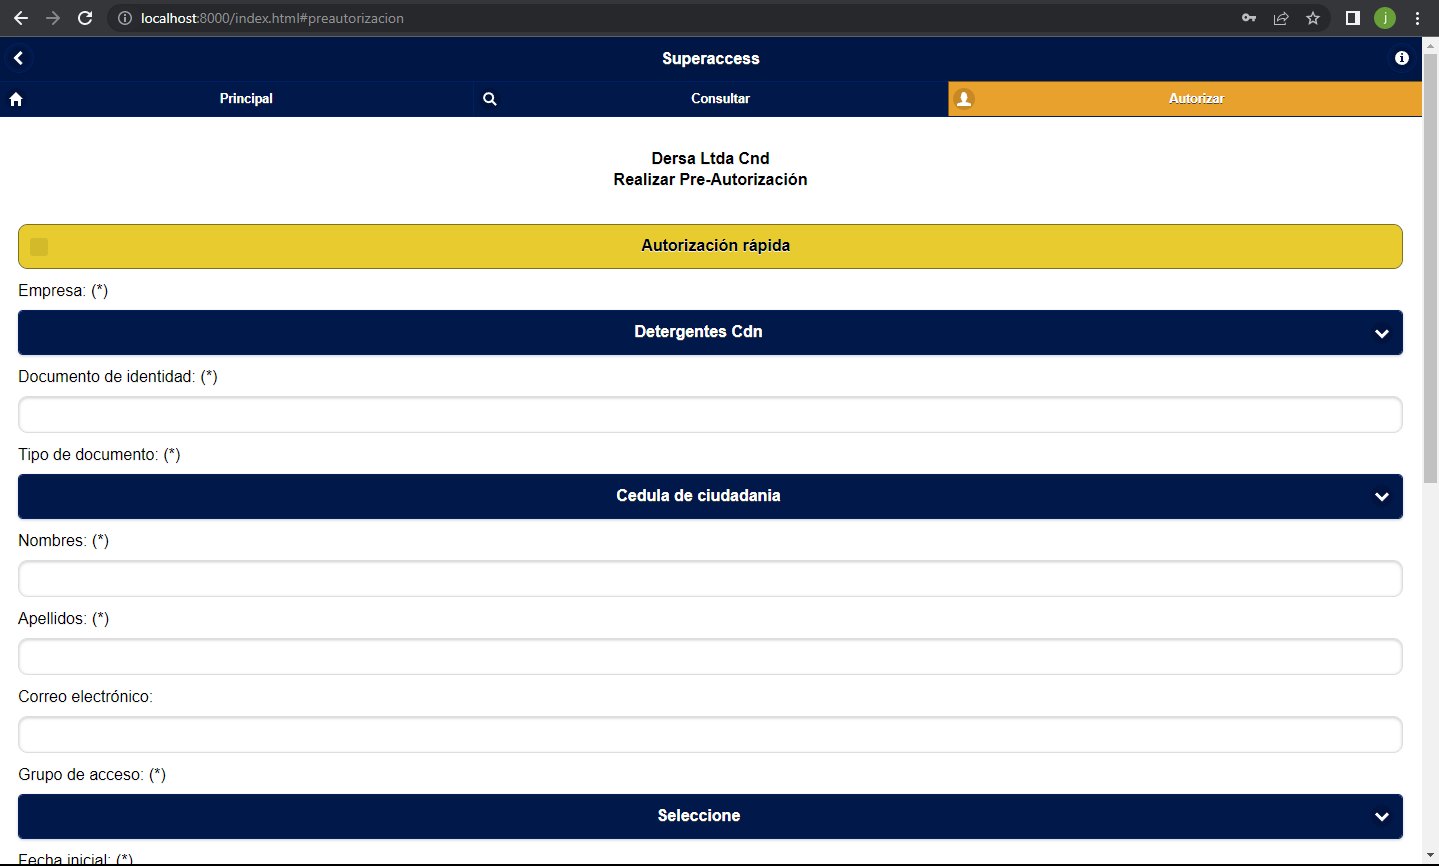 localhost:8000/index.html#preautorizacion
j
Superaccess
Principal
Consultar
Autorizar
Dersa Ltda Cnd
Realizar Pre-Autorización
Autorización rápida
Empresa: (*)
Detergentes Cdn
Documento de identidad: (*)
Tipo de documento: (*)
Cedula de ciudadania
Nombres: (*)
Apellidos: (*)
Correo electrónico:
Grupo de acceso: (*)
Seleccione
Fecha inicial: (*)